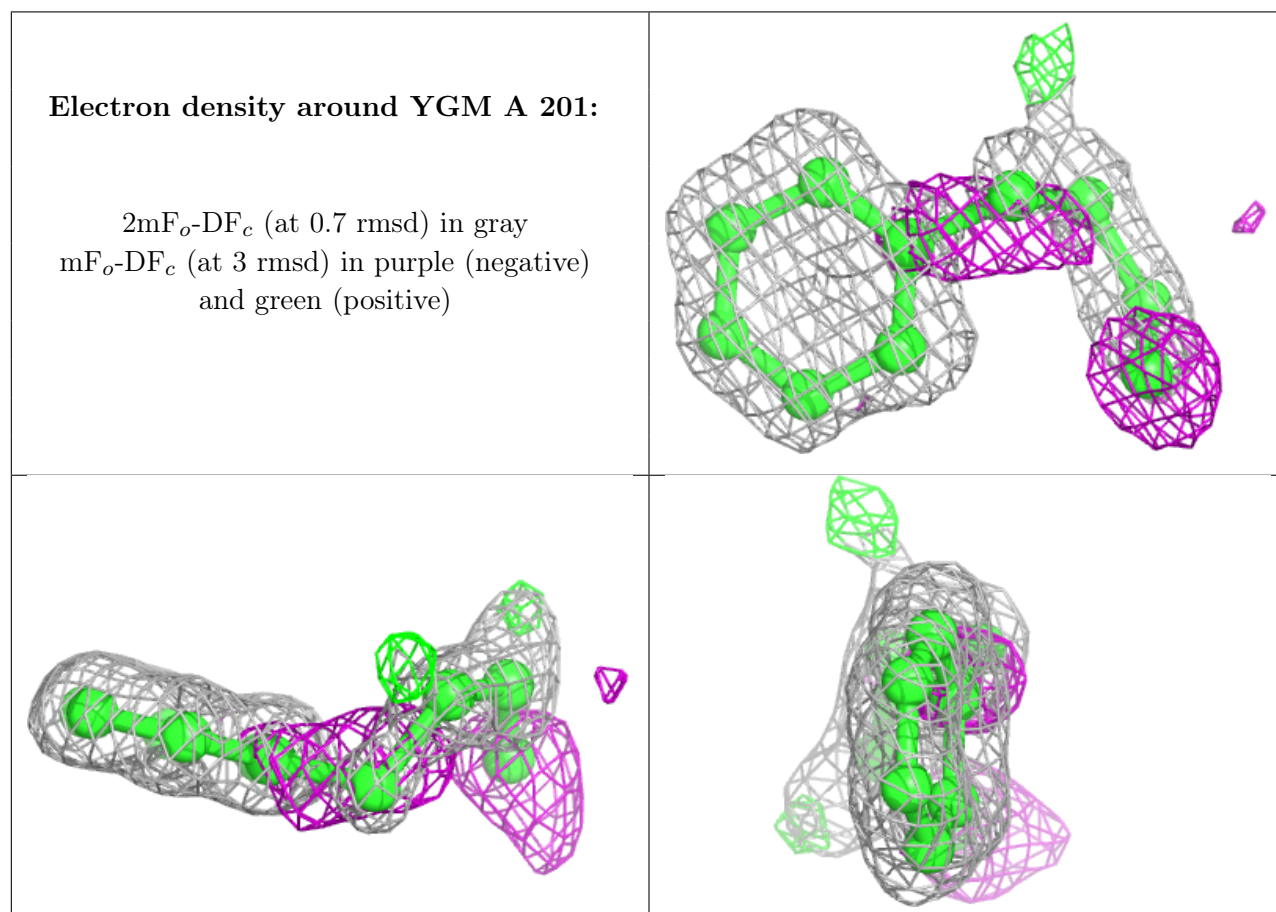 Electron density around YGM A 201:
2mFo-DFc (at 0.7 rmsd) in gray
mFo-DFc (at 3 rmsd) in purple (negative)
and green (positive)